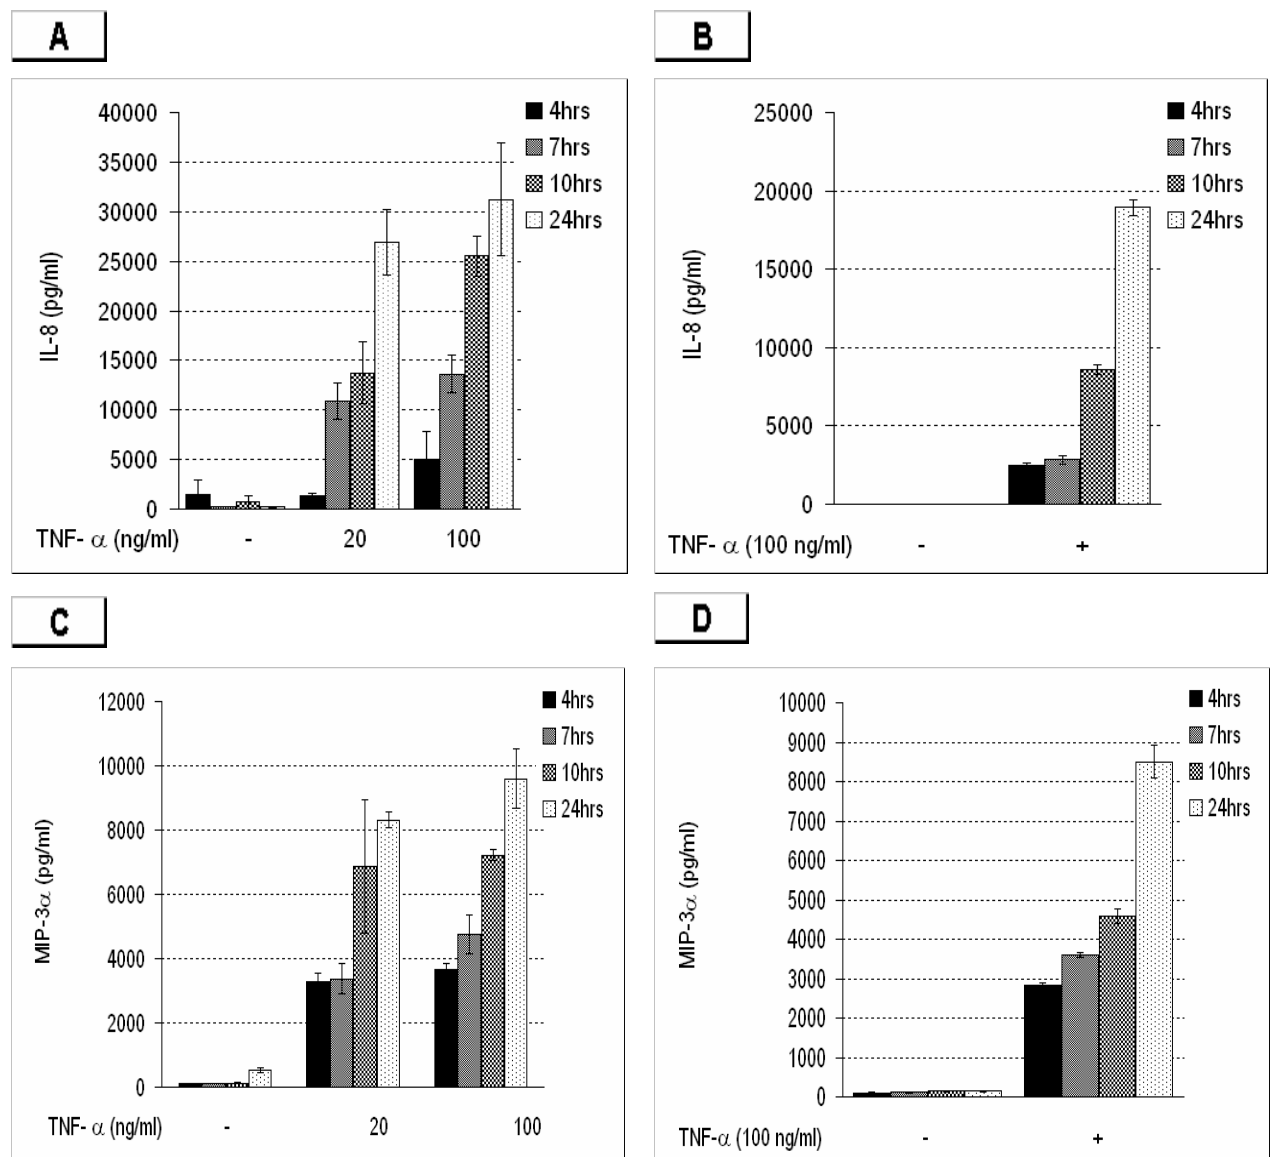 A
40000
35000
30000
25000
20000
15000
10000
5000
0
IL-8 (pg/ml)
4hrs
7hrs
10hrs
24hrs
TNF- α (ng/ml) - 20 100
B
25000
20000
15000
10000
5000
0
IL-8 (pg/ml)
4hrs
7hrs
10hrs
24hrs
TNF- α (100 ng/ml) - +
C
12000
10000
8000
6000
4000
2000
0
MIP-3α (pg/ml)
4hrs
7hrs
10hrs
24hrs
TNF- α (ng/ml) - 20 100
D
10000
9000
8000
7000
6000
5000
4000
3000
2000
1000
0
MIP-3α (pg/ml)
4hrs
7hrs
10hrs
24hrs
TNF-α (100 ng/ml) - +